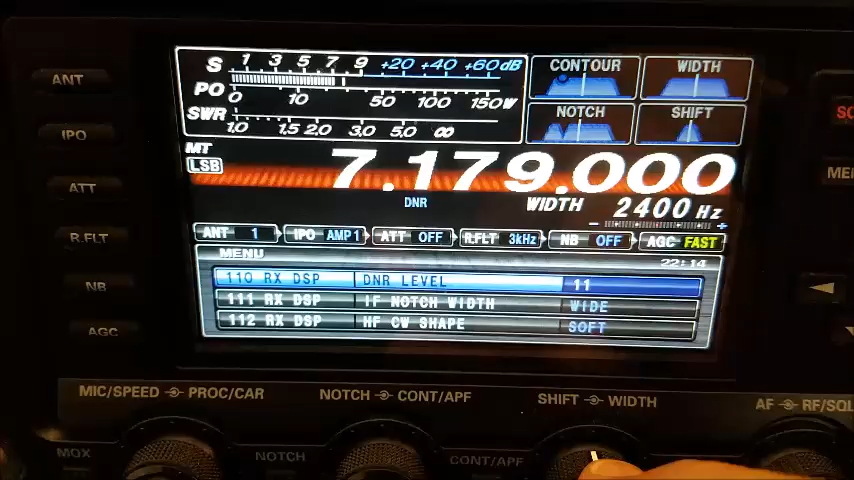 ANT
IPO
ATT
R.FLT
NB
AGC
S 1 3 5 7 9 +20 +40 +60dB
PO 0 10 50 100 150W
SWR 1.0 1.5 2.0 3.0 5.0 ∞
CONTOUR WIDTH
NOTCH SHIFT
MT
LSB
7.179.000
DNR WIDTH 2400 Hz
− +
ANT 1 IPO AMP1 ATT OFF R.FLT 3kHz NB OFF AGC FAST
MENU 22:14
110 RX DSP DNR LEVEL 11
111 RX DSP IF NOTCH WIDTH WIDE
112 RX DSP HF CW SHAPE SOFT
MIC/SPEED PROC/CAR NOTCH CONT/APF SHIFT WIDTH AF RF/SQL
MOX NOTCH CONT/APF